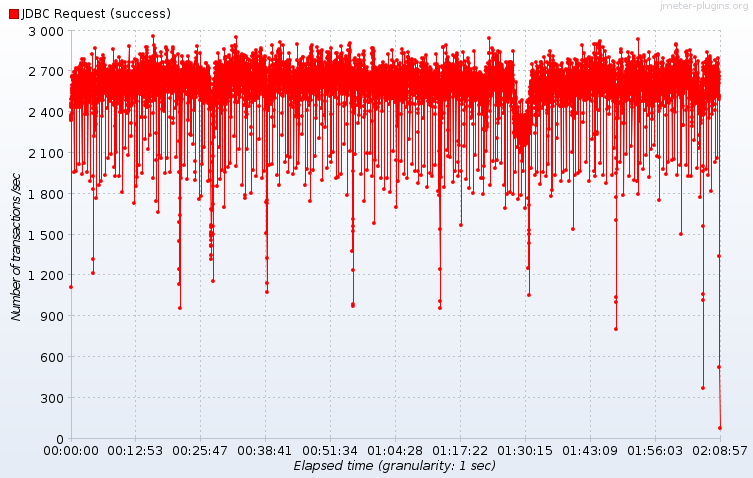 JDBC Request (success)
jmeter-plugins.org
3 000
2 700
2 400
2 100
1 800
1 500
1 200
900
600
300
0
Number of transactions /sec
00:00:00 00:12:53 00:25:47 00:38:41 00:51:34 01:04:28 01:17:22 01:30:15 01:43:09 01:56:03 02:08:57
Elapsed time (granularity: 1 sec)